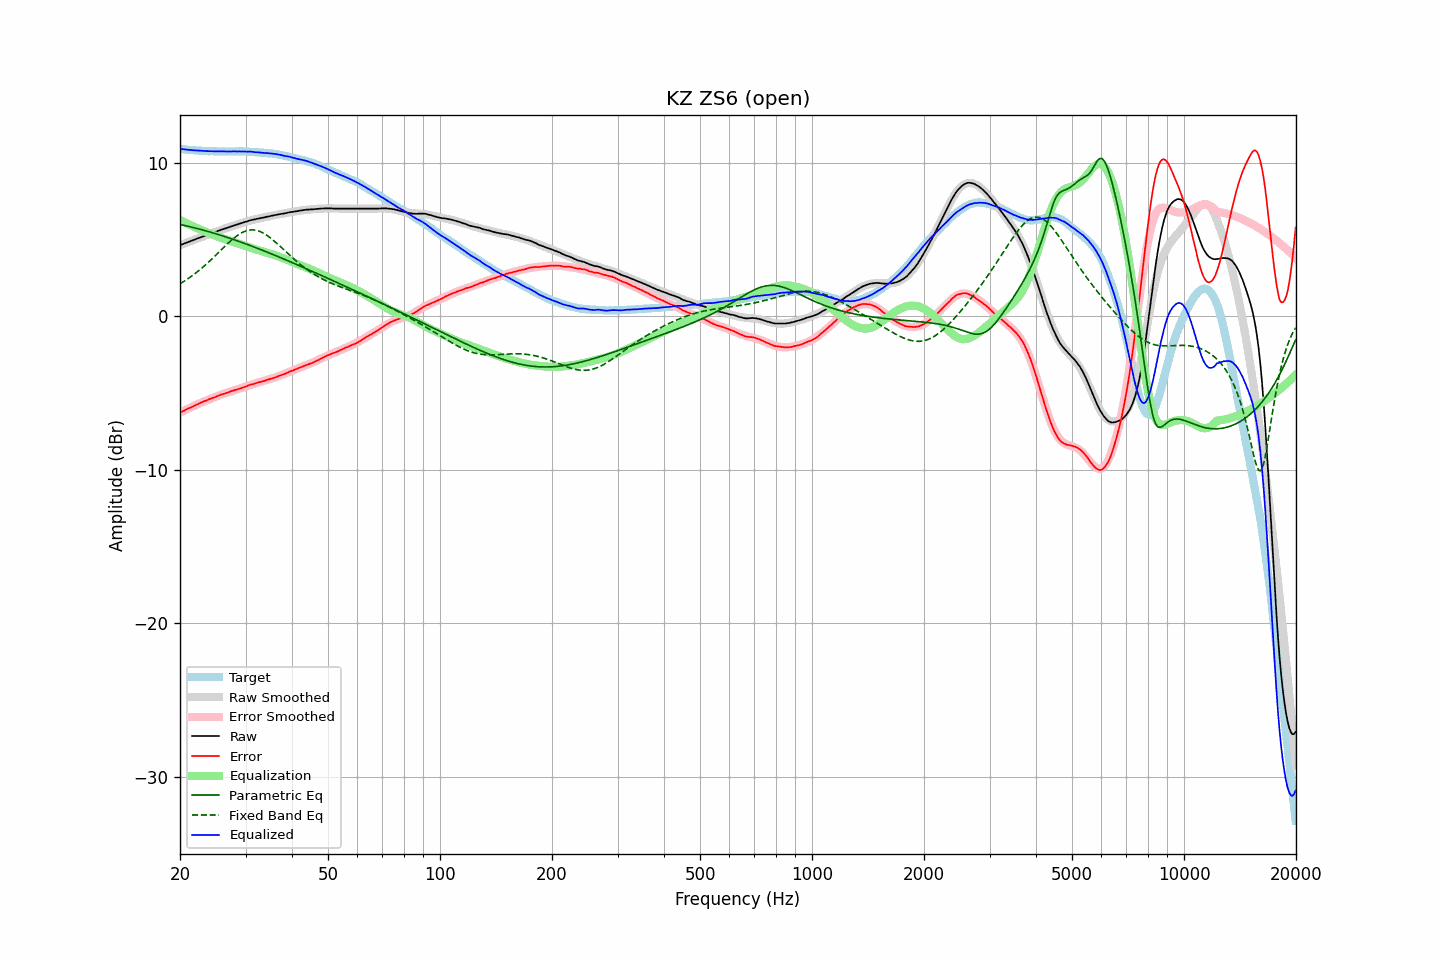 KZ ZS6 (open)
Amplitude (dBr)
10
0
−10
−20
−30
Target
Raw Smoothed
Error Smoothed
Raw
Error
Equalization
Parametric Eq
Fixed Band Eq
Equalized
20 50 100 200 500 1000 2000 5000 10000 20000
Frequency (Hz)